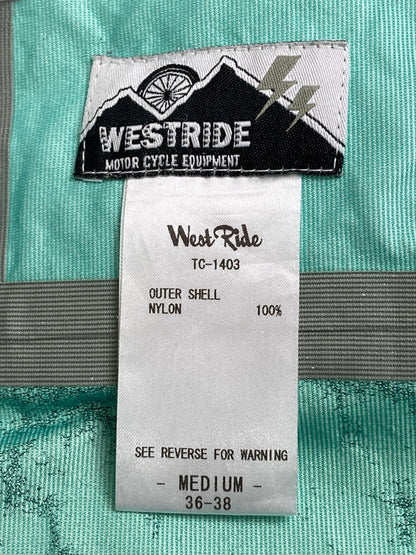 WESTRIDE
MOTOR CYCLE EQUIPMENT
West Ride
TC-1403
OUTER SHELL
NYLON 100%
SEE REVERSE FOR WARNING
- MEDIUM -
36-38